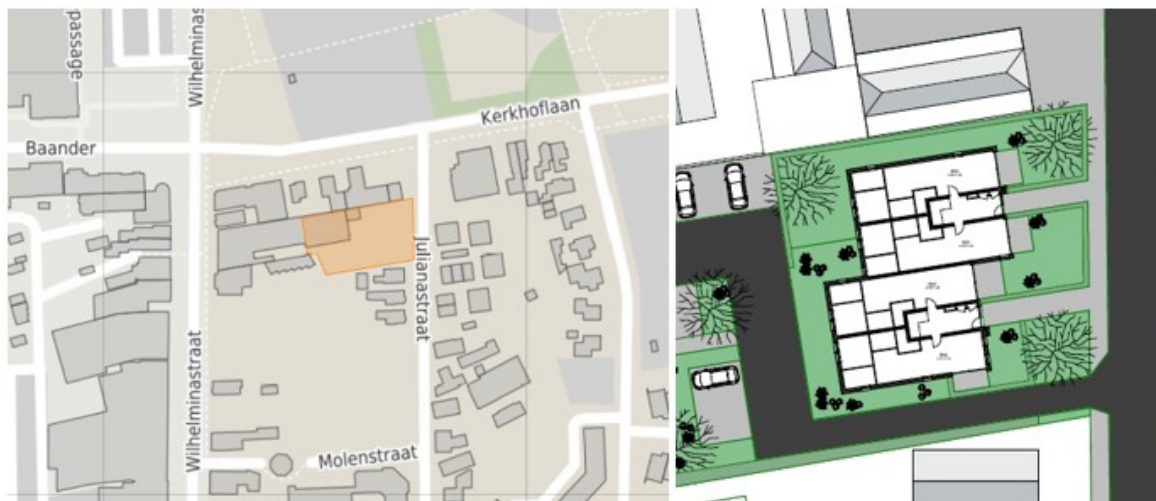 passage
Wilhelminas
Kerkhoflaan
Baander
Julianastraat
Wilhelminastraat
Molenstraat